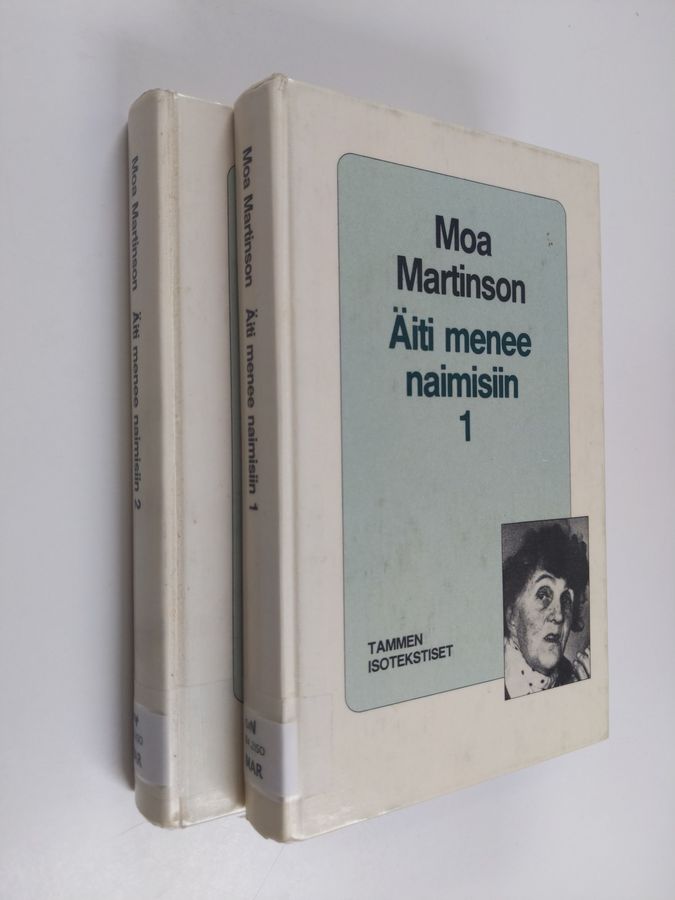 Moa
Martinson
Äiti menee
naimisiin
1
TAMMEN
ISOTEKSTISET
Moa Martinson Äiti menee naimisiin 1
MAR
Moa Martinson Äiti menee naimisiin 2
MAR